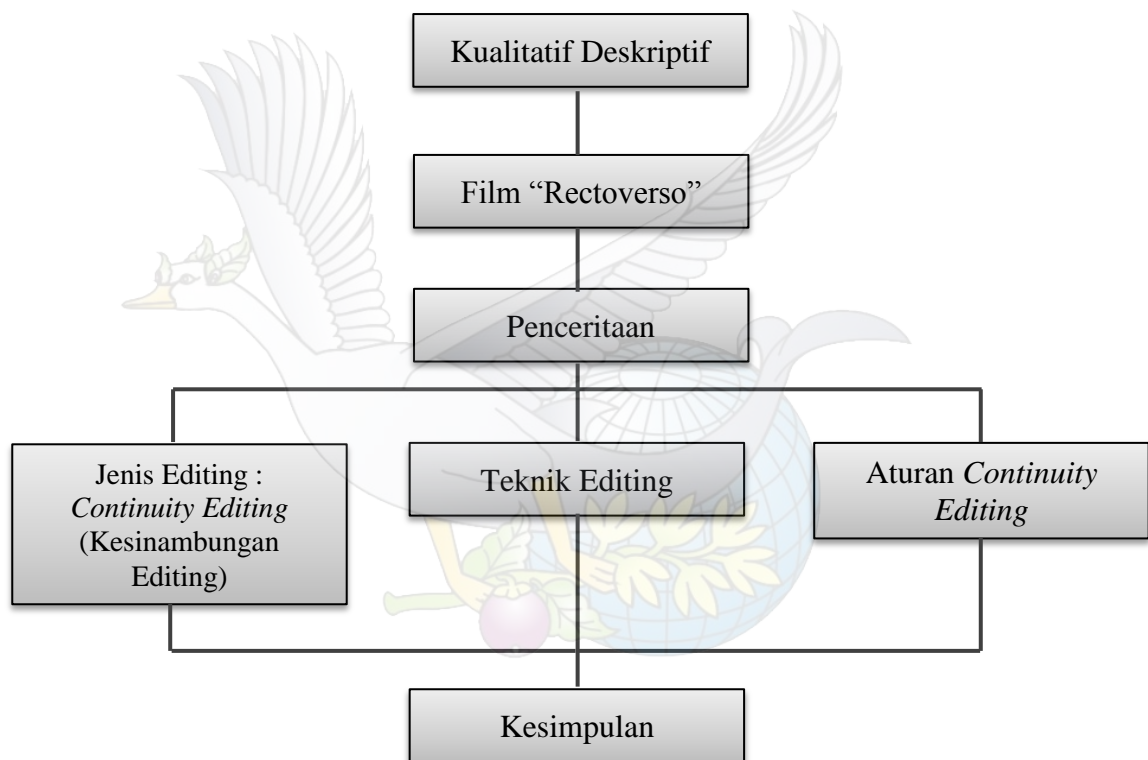 Kualitatif Deskriptif
Film “Rectoverso”
Penceritaan
Jenis Editing :
Continuity Editing
(Kesinambungan
Editing)
Teknik Editing
Aturan Continuity
Editing
Kesimpulan